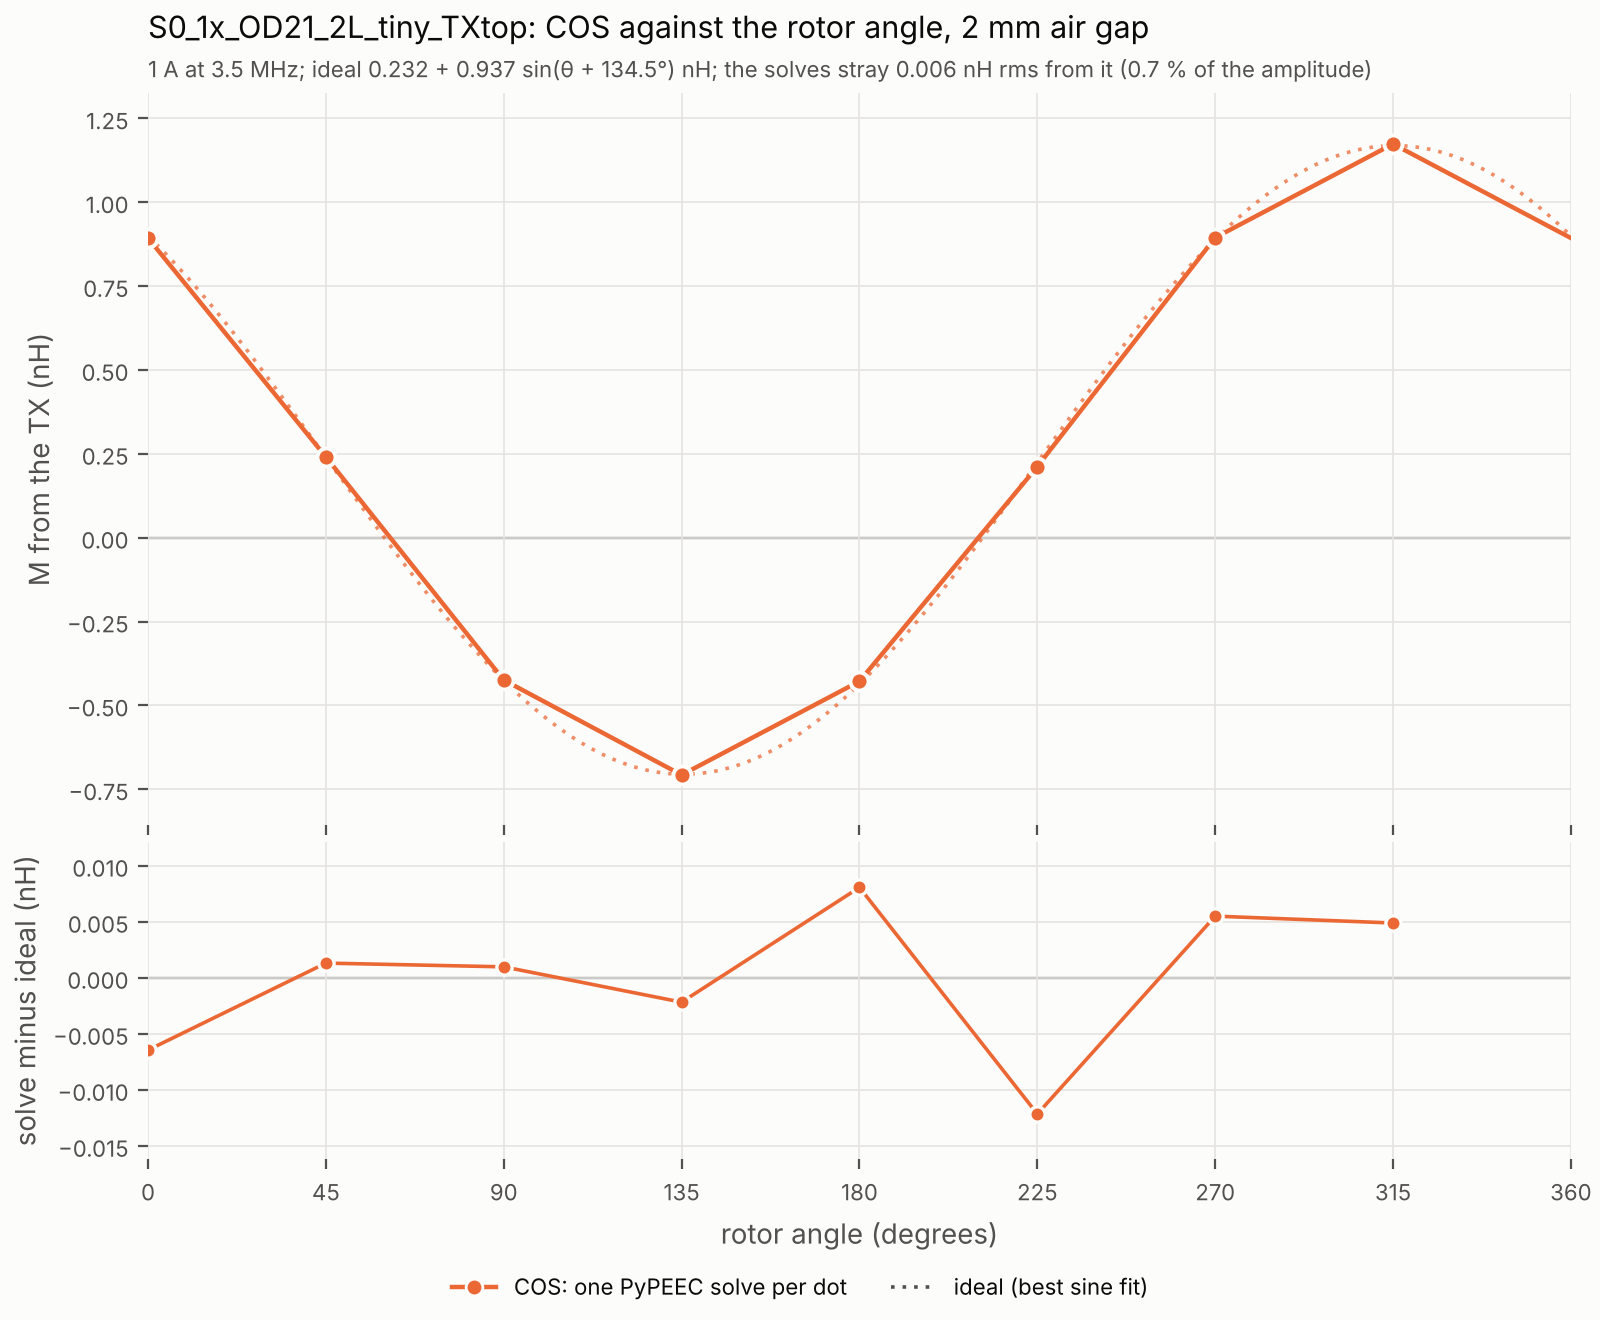 S0_1x_OD21_2L_tiny_TXtop: COS against the rotor angle, 2 mm air gap
1 A at 3.5 MHz; ideal 0.232 + 0.937 sin(θ + 134.5°) nH; the solves stray 0.006 nH rms from it (0.7 % of the amplitude)
M from the TX (nH)
1.25
1.00
0.75
0.50
0.25
0.00
−0.25
−0.50
−0.75
solve minus ideal (nH)
0.010
0.005
0.000
−0.005
−0.010
−0.015
0 45 90 135 180 225 270 315 360
rotor angle (degrees)
COS: one PyPEEC solve per dot ideal (best sine fit)